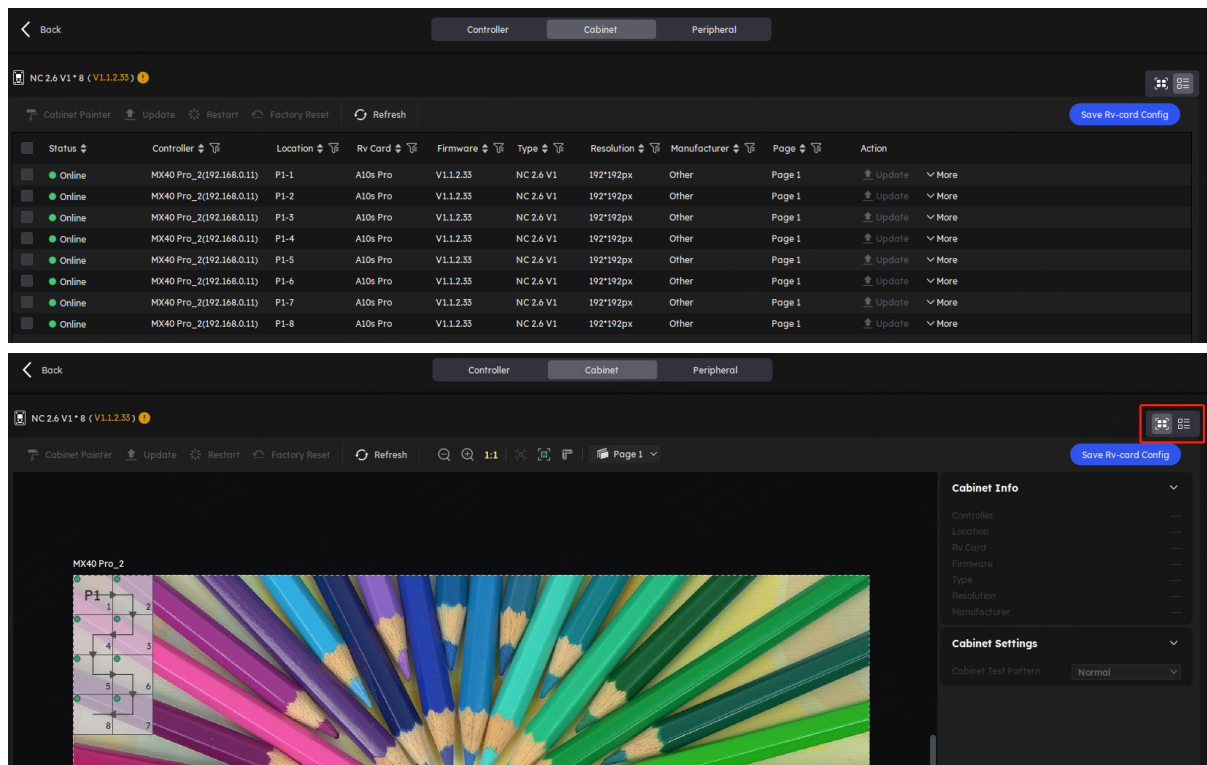 Back Controller Cabinet Peripheral
NC 2.6 V1 * 8 ( V1.1.2.33 )
Cabinet Painter Update Restart Factory Reset Refresh Save Rv-card Config
Status Controller Location Rv Card Firmware Type Resolution Manufacturer Page Action
Online MX40 Pro_2(192.168.0.11) P1-1 A10s Pro V1.1.2.33 NC 2.6 V1 192*192px Other Page 1 Update More
Online MX40 Pro_2(192.168.0.11) P1-2 A10s Pro V1.1.2.33 NC 2.6 V1 192*192px Other Page 1 Update More
Online MX40 Pro_2(192.168.0.11) P1-3 A10s Pro V1.1.2.33 NC 2.6 V1 192*192px Other Page 1 Update More
Online MX40 Pro_2(192.168.0.11) P1-4 A10s Pro V1.1.2.33 NC 2.6 V1 192*192px Other Page 1 Update More
Online MX40 Pro_2(192.168.0.11) P1-5 A10s Pro V1.1.2.33 NC 2.6 V1 192*192px Other Page 1 Update More
Online MX40 Pro_2(192.168.0.11) P1-6 A10s Pro V1.1.2.33 NC 2.6 V1 192*192px Other Page 1 Update More
Online MX40 Pro_2(192.168.0.11) P1-7 A10s Pro V1.1.2.33 NC 2.6 V1 192*192px Other Page 1 Update More
Online MX40 Pro_2(192.168.0.11) P1-8 A10s Pro V1.1.2.33 NC 2.6 V1 192*192px Other Page 1 Update More
Back Controller Cabinet Peripheral
NC 2.6 V1 * 8 ( V1.1.2.33 )
Cabinet Painter Update Restart Factory Reset Refresh 1:1 Page 1 Save Rv-card Config
MX40 Pro_2
P1
1 2
4 3
5 6
8 7
Cabinet Info
Controller ---
Location ---
Rv Card ---
Firmware ---
Type ---
Resolution ---
Manufacturer ---
Cabinet Settings
Cabinet Test Pattern Normal